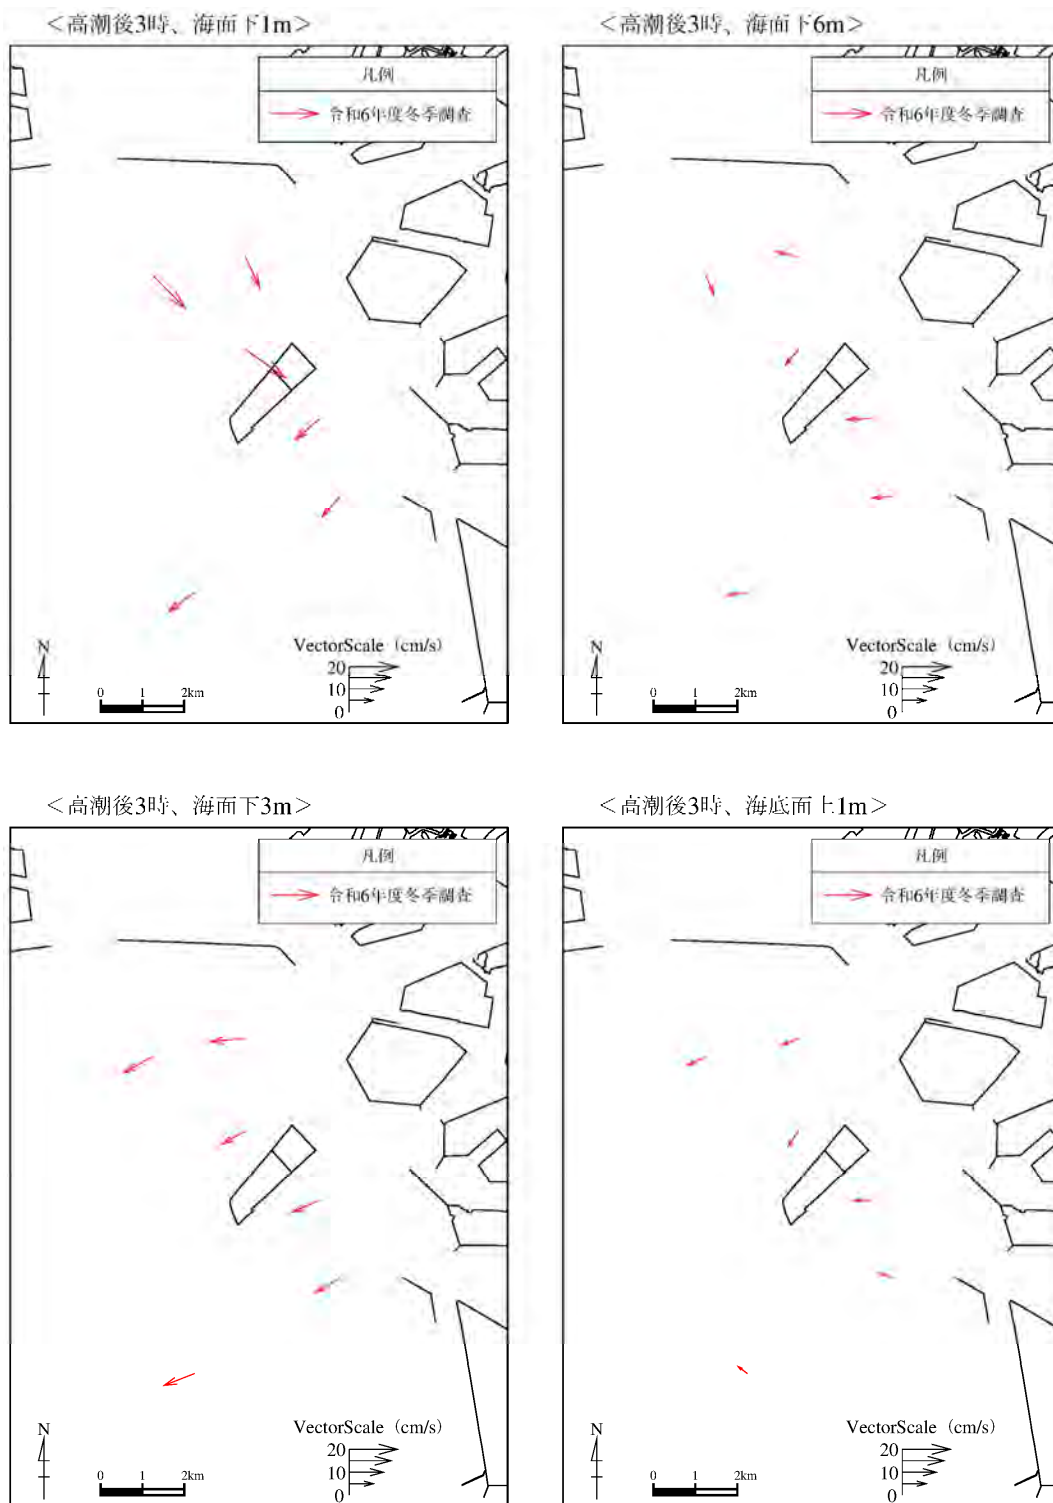 <高潮後3時、海面下1m>
凡例
令和6年度冬季調査
N
0 1 2km
VectorScale (cm/s)
20
10
0
<高潮後3時、海面下6m>
凡例
令和6年度冬季調査
N
0 1 2km
VectorScale (cm/s)
20
10
0
<高潮後3時、海面下3m>
凡例
令和6年度冬季調査
N
0 1 2km
VectorScale (cm/s)
20
10
0
<高潮後3時、海底面上1m>
凡例
令和6年度冬季調査
N
0 1 2km
VectorScale (cm/s)
20
10
0